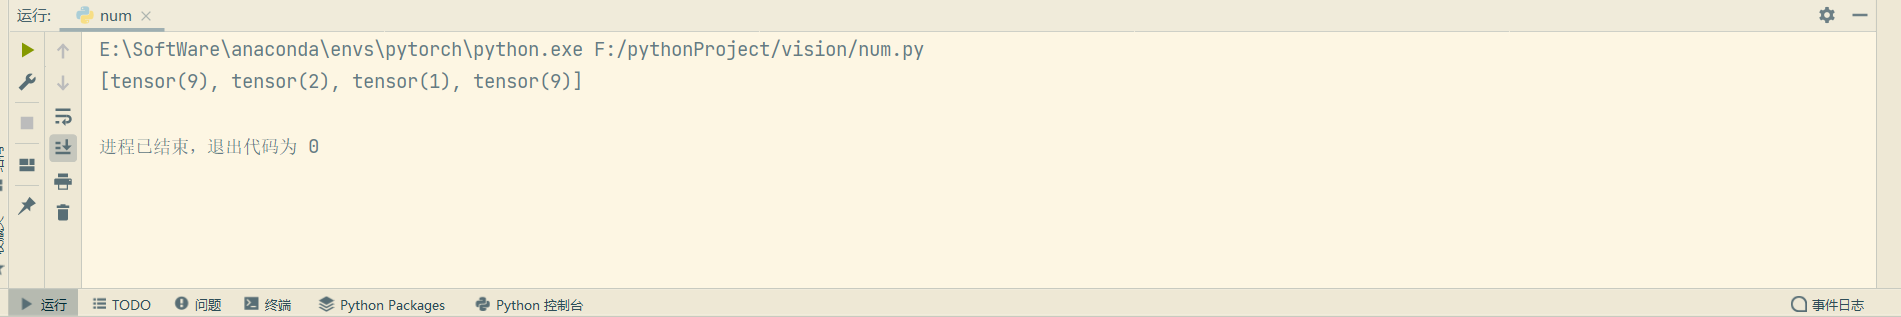 运行: num
E:\SoftWare\anaconda\envs\pytorch\python.exe F:/pythonProject/vision/num.py
[tensor(9), tensor(2), tensor(1), tensor(9)]
进程已结束，退出代码为 0
运行 TODO 问题 终端 Python Packages Python 控制台 事件日志